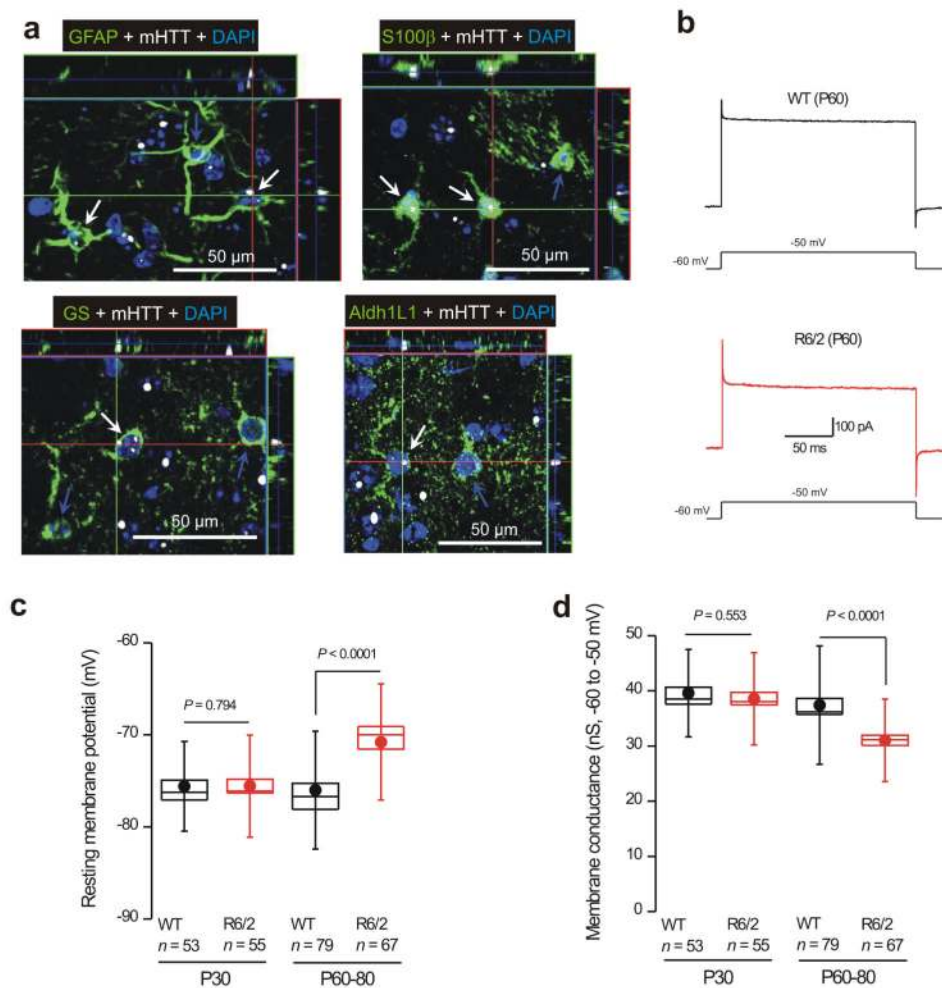 a
GFAP + mHTT + DAPI
50 µm
S100β + mHTT + DAPI
50 µm
GS + mHTT + DAPI
50 µm
Aldh1L1 + mHTT + DAPI
50 µm
b
WT (P60)
-50 mV
-60 mV
R6/2 (P60)
100 pA
50 ms
-50 mV
-60 mV
c
Resting membrane potential (mV)
-60
-70
-80
-90
P = 0.794
P < 0.0001
WT R6/2 WT R6/2
n = 53 n = 55 n = 79 n = 67
P30 P60-80
d
Membrane conductance (nS, -60 to -50 mV)
50
40
30
20
10
0
P = 0.553
P < 0.0001
WT R6/2 WT R6/2
n = 53 n = 55 n = 79 n = 67
P30 P60-80